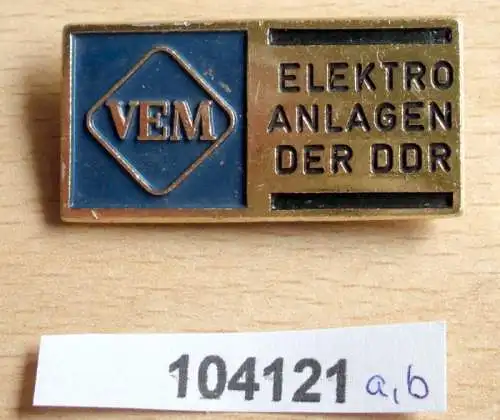 VEM
ELEKTRO
ANLAGEN
DER DDR
104121 a,b